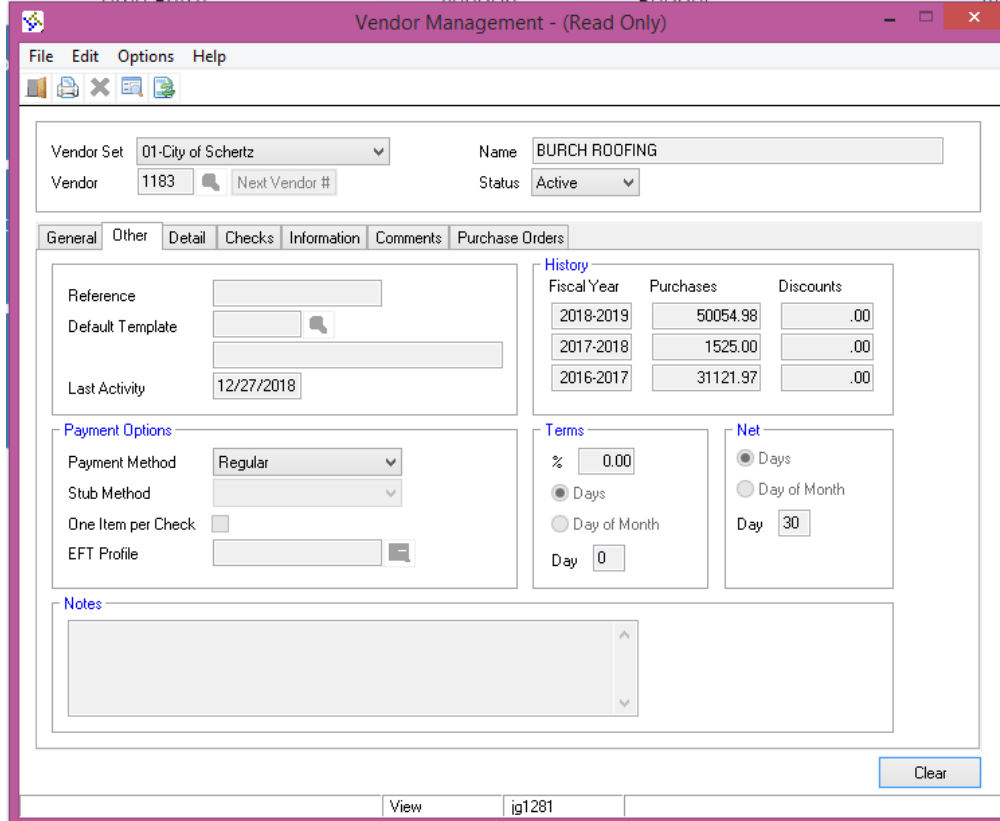 Vendor Management - (Read Only)
File Edit Options Help
Vendor Set 01-City of Schertz Name BURCH ROOFING
Vendor 1183 Next Vendor # Status Active
General Other Detail Checks Information Comments Purchase Orders
Reference
Default Template
Last Activity 12/27/2018
History
Fiscal Year Purchases Discounts
2018-2019 50054.98 .00
2017-2018 1525.00 .00
2016-2017 31121.97 .00
Payment Options
Payment Method Regular
Stub Method
One Item per Check
EFT Profile
Terms
% 0.00
Days
Day of Month
Day 0
Net
Days
Day of Month
Day 30
Notes
Clear
View jg1281